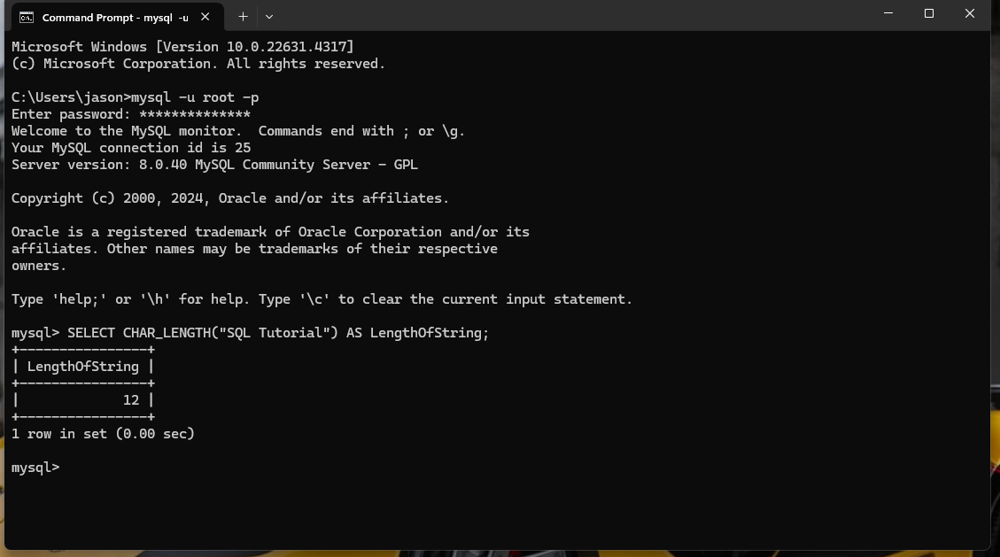 Command Prompt - mysql -u
Microsoft Windows [Version 10.0.22631.4317]
(c) Microsoft Corporation. All rights reserved.
C:\Users\jason>mysql -u root -p
Enter password: **************
Welcome to the MySQL monitor.  Commands end with ; or \g.
Your MySQL connection id is 25
Server version: 8.0.40 MySQL Community Server - GPL
Copyright (c) 2000, 2024, Oracle and/or its affiliates.
Oracle is a registered trademark of Oracle Corporation and/or its
affiliates. Other names may be trademarks of their respective
owners.
Type 'help;' or '\h' for help. Type '\c' to clear the current input statement.
mysql> SELECT CHAR_LENGTH("SQL Tutorial") AS LengthOfString;
+----------------+
| LengthOfString |
+----------------+
|             12 |
+----------------+
1 row in set (0.00 sec)
mysql>